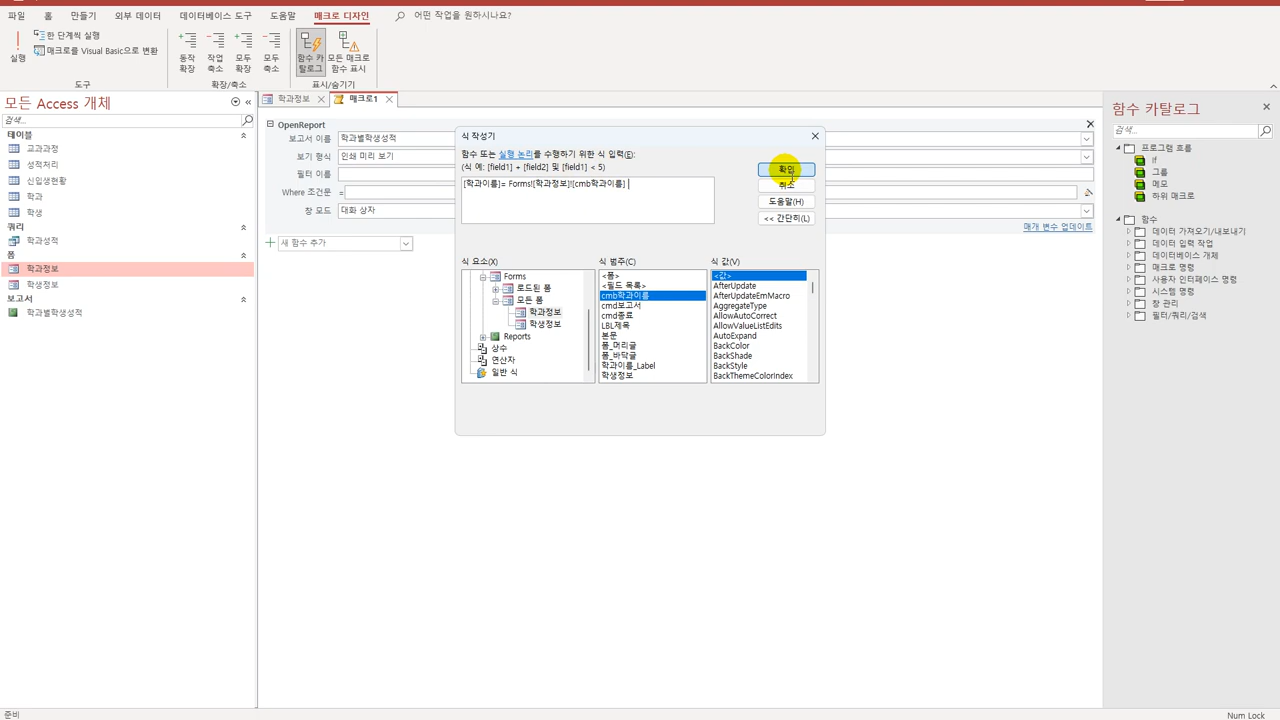 파일 홈 만들기 외부 데이터 데이터베이스 도구 도움말 매크로 디자인 어떤 작업을 원하시나요?
실행
한 단계씩 실행
매크로를 Visual Basic으로 변환
도구
동작 확장
작업 축소
모두 확장
모두 축소
확장/축소
함수 카탈로그
모든 매크로 함수 표시
표시/숨기기
모든 Access 개체
검색...
테이블
교과과정
성적처리
신입생현황
학과
학생
쿼리
학과성적
폼
학과정보
학생정보
보고서
학과별학생성적
학과정보 매크로1
OpenReport
보고서 이름 학과별학생성적
보기 형식 인쇄 미리 보기
필터 이름
Where 조건문 =
창 모드 대화 상자
매개 변수 업데이트
새 함수 추가
식 작성기
함수 또는 실행 논리를 수행하기 위한 식 입력(E):
(식 예: [field1] + [field2] 및 [field1] < 5)
[학과이름]= Forms![학과정보]![cmb학과이름]
확인
취소
도움말(H)
<< 간단히(L)
식 요소(X)
Forms
로드된 폼
모든 폼
학과정보
학생정보
Reports
상수
연산자
일반 식
식 범주(C)
<폼>
<필드 목록>
cmb학과이름
cmd보고서
cmd종료
LBL제목
본문
폼_머리글
폼_바닥글
학과이름_Label
학생정보
식 값(V)
<값>
AfterUpdate
AfterUpdateEmMacro
AggregateType
AllowAutoCorrect
AllowValueListEdits
AutoExpand
BackColor
BackShade
BackStyle
BackThemeColorIndex
함수 카탈로그
검색...
프로그램 흐름
If
그룹
메모
하위 매크로
함수
데이터 가져오기/내보내기
데이터 입력 작업
데이터베이스 개체
매크로 명령
사용자 인터페이스 명령
시스템 명령
창 관리
필터/쿼리/검색
준비
Num Lock